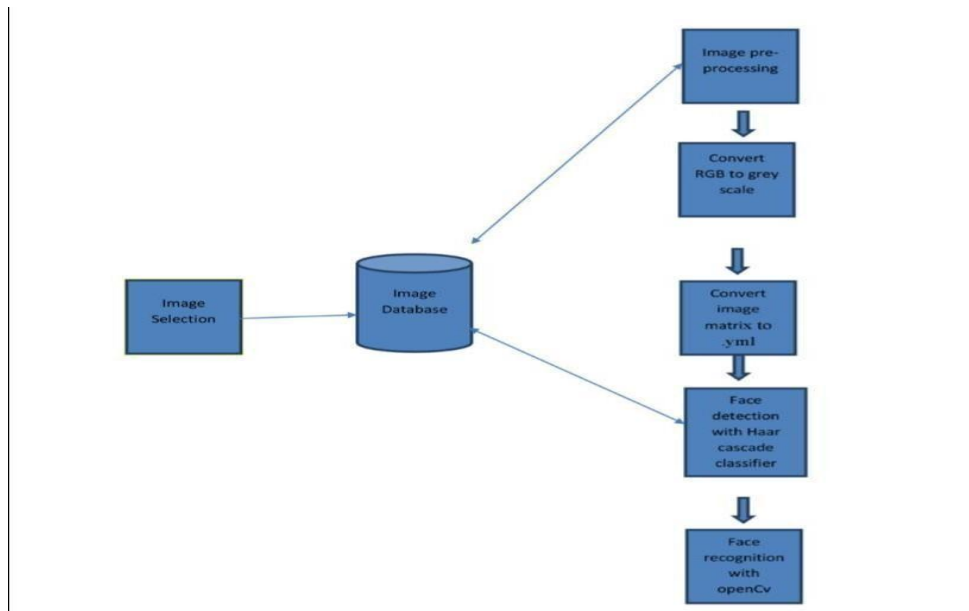 Image
Selection
Image
Database
Image pre-
processing
Convert
RGB to grey
scale
Convert
image
matrix to
.yml
Face
detection
with Haar
cascade
classifier
Face
recognition
with
openCv